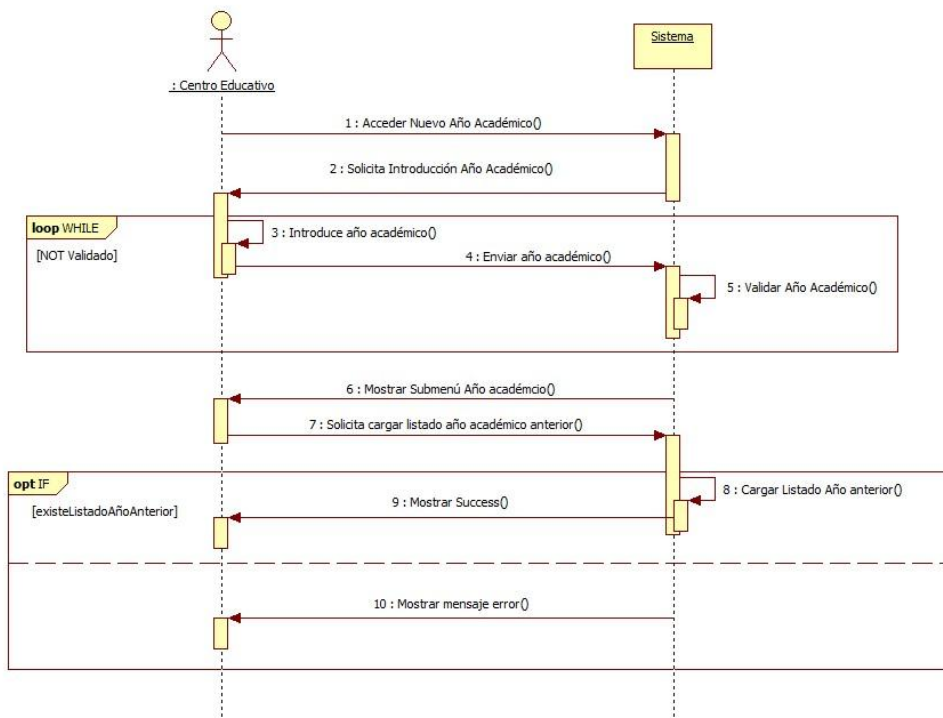 Sistema
: Centro Educativo
1 : Acceder Nuevo Año Académico()
2 : Solicita Introducción Año Académico()
loop WHILE
[NOT Validado]
3 : Introduce año académico()
4 : Enviar año académico()
5 : Validar Año Académico()
6 : Mostrar Submenú Año académcio()
7 : Solicita cargar listado año académico anterior()
opt IF
[existeListadoAñoAnterior]
8 : Cargar Listado Año anterior()
9 : Mostrar Success()
10 : Mostrar mensaje error()